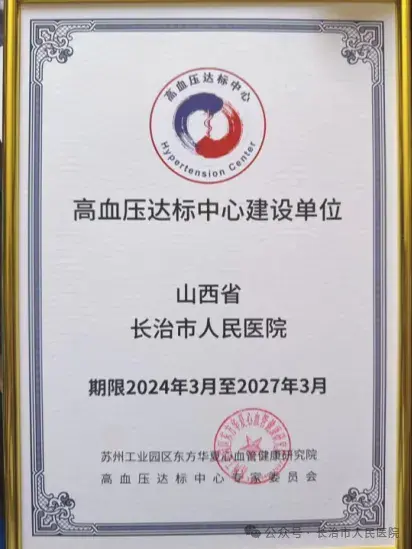 高血压达标中心
Hypertension Center
高血压达标中心建设单位
山西省
长治市人民医院
期限2024年3月至2027年3月
苏州工业园区东方华夏心血管健康研究院
高血压达标中心专家委员会
公众号·长治市人民医院